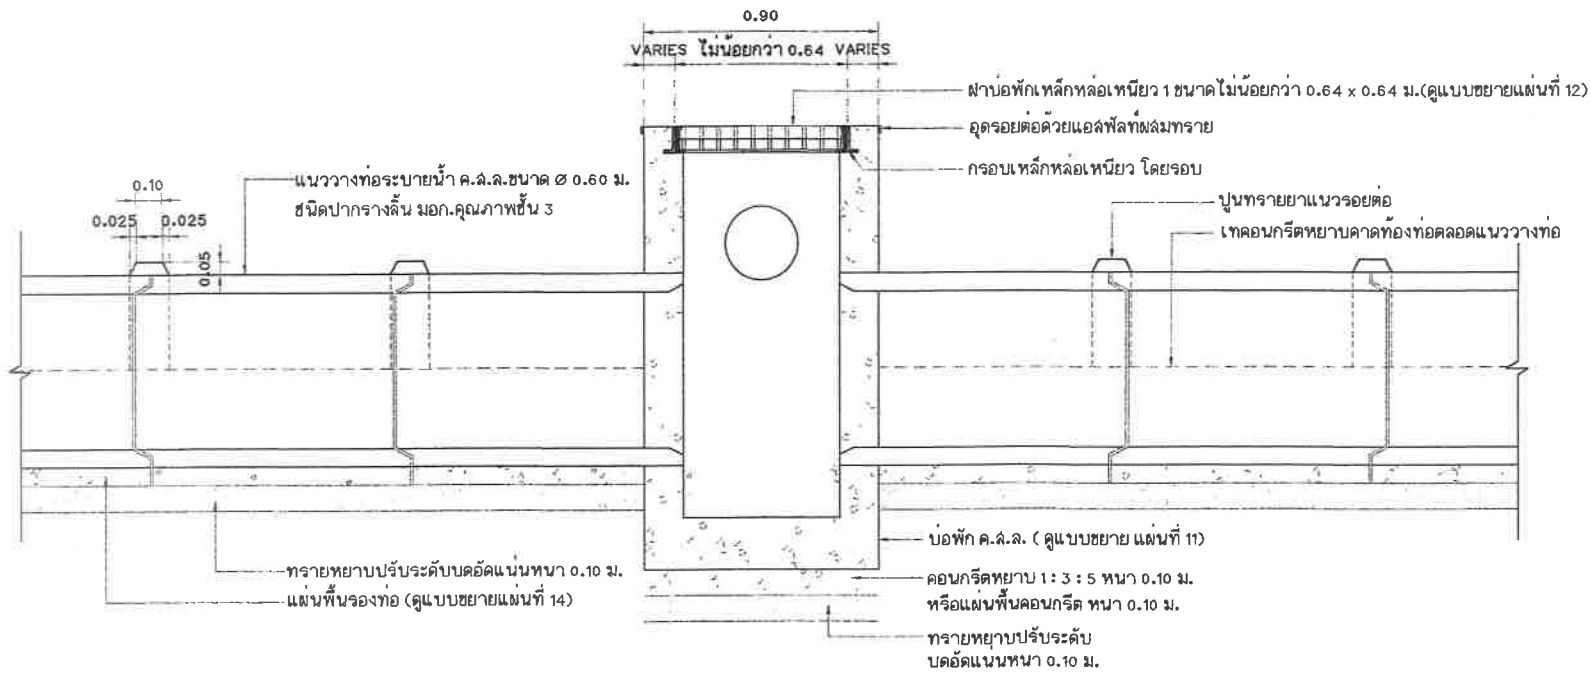 0.90
VARIES ไม่น้อยกว่า 0.64 VARIES
ฝาบ่อพักเหล็กหล่อเหนียว 1 ขนาดไม่น้อยกว่า 0.64 x 0.64 ม.(ดูแบบขยายแผ่นที่ 12)
อุดรอยต่อด้วยแอสฟัลท์ผสมทราย
กรอบเหล็กหล่อเหนียว โดยรอบ
แนววางท่อระบายน้ำ ค.ส.ล.ขนาด Ø 0.60 ม.
ชนิดปากรางลิ้น มอก.คุณภาพชั้น 3
0.10
0.025 0.025
0.05
ปูนทรายยาแนวรอยต่อ
เทคอนกรีตหยาบคาดท้องท่อตลอดแนววางท่อ
บ่อพัก ค.ส.ล. ( ดูแบบขยาย แผ่นที่ 11)
ทรายหยาบปรับระดับบดอัดแน่นหนา 0.10 ม.
แผ่นพื้นรองท่อ (ดูแบบขยายแผ่นที่ 14)
คอนกรีตหยาบ 1 : 3 : 5 หนา 0.10 ม.
หรือแผ่นพื้นคอนกรีต หนา 0.10 ม.
ทรายหยาบปรับระดับ
บดอัดแน่นหนา 0.10 ม.